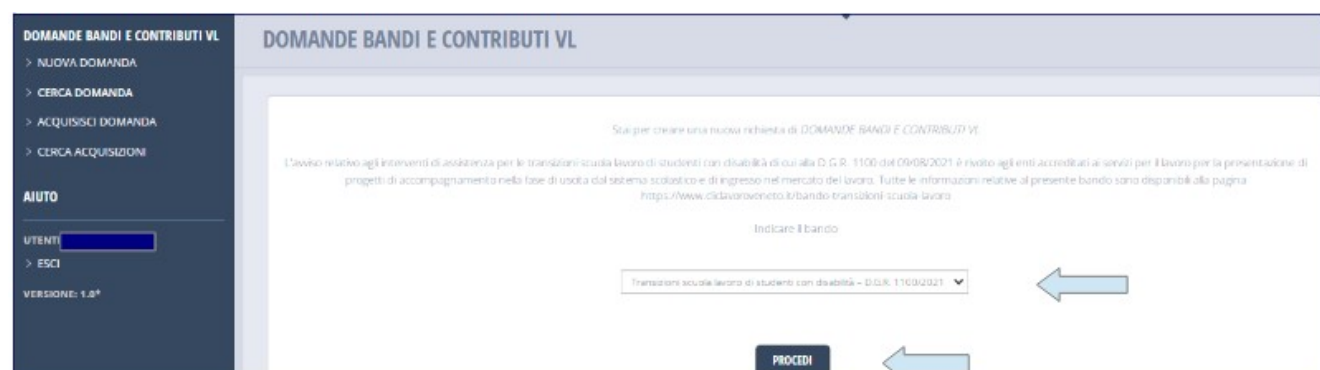 DOMANDE BANDI E CONTRIBUTI VL
> NUOVA DOMANDA
> CERCA DOMANDA
> ACQUISISCI DOMANDA
> CERCA ACQUISIZIONI
AIUTO
UTENTI
> ESCI
VERSIONE: 1.0*
DOMANDE BANDI E CONTRIBUTI VL
Stai per creare una nuova richiesta di DOMANDE BANDI E CONTRIBUTI VL
L'avviso relativo agli interventi di assistenza per le transizioni scuola lavoro di studenti con disabilità di cui alla D.G.R. 1100 del 09/08/2021 è rivolto agli enti accreditati ai servizi per il lavoro per la presentazione di
progetti di accompagnamento nella fase di uscita dal sistema scolastico e di ingresso nel mercato del lavoro. Tutte le informazioni relative al presente bando sono disponibili alla pagina
https://www.cliclavoroveneto.it/bando-transizioni-scuola-lavoro
Indicare il bando
Transizioni scuola lavoro di studenti con disabilità – D.G.R. 1100/2021
PROCEDI